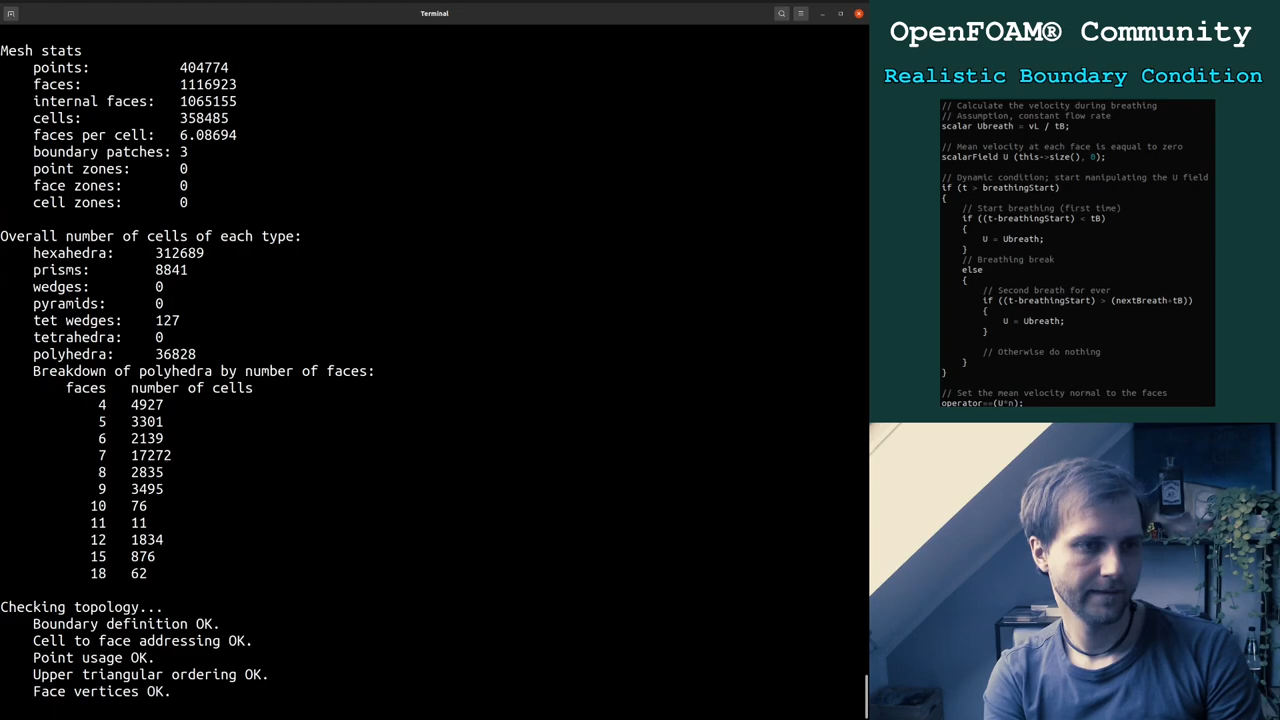 Terminal
Mesh stats
points: 404774
faces: 1116923
internal faces: 1065155
cells: 358485
faces per cell: 6.08694
boundary patches: 3
point zones: 0
face zones: 0
cell zones: 0
Overall number of cells of each type:
hexahedra: 312689
prisms: 8841
wedges: 0
pyramids: 0
tet wedges: 127
tetrahedra: 0
polyhedra: 36828
Breakdown of polyhedra by number of faces:
faces number of cells
4 4927
5 3301
6 2139
7 17272
8 2835
9 3495
10 76
11 11
12 1834
15 876
18 62
Checking topology...
Boundary definition OK.
Cell to face addressing OK.
Point usage OK.
Upper triangular ordering OK.
Face vertices OK.
OpenFOAM® Community
Realistic Boundary Condition
// Calculate the velocity during breathing
// Assumption, constant flow rate
scalar Ubreath = vL / tB;
// Mean velocity at each face is eaqual to zero
scalarField U (this->size(), 0);
// Dynamic condition; start manipulating the U field
if (t > breathingStart)
{
// Start breathing (first time)
if ((t-breathingStart) < tB)
{
U = Ubreath;
}
// Breathing break
else
{
// Second breath for ever
if ((t-breathingStart) > (nextBreath+tB))
{
U = Ubreath;
}
// Otherwise do nothing
}
}
// Set the mean velocity normal to the faces
operator==(U*n);